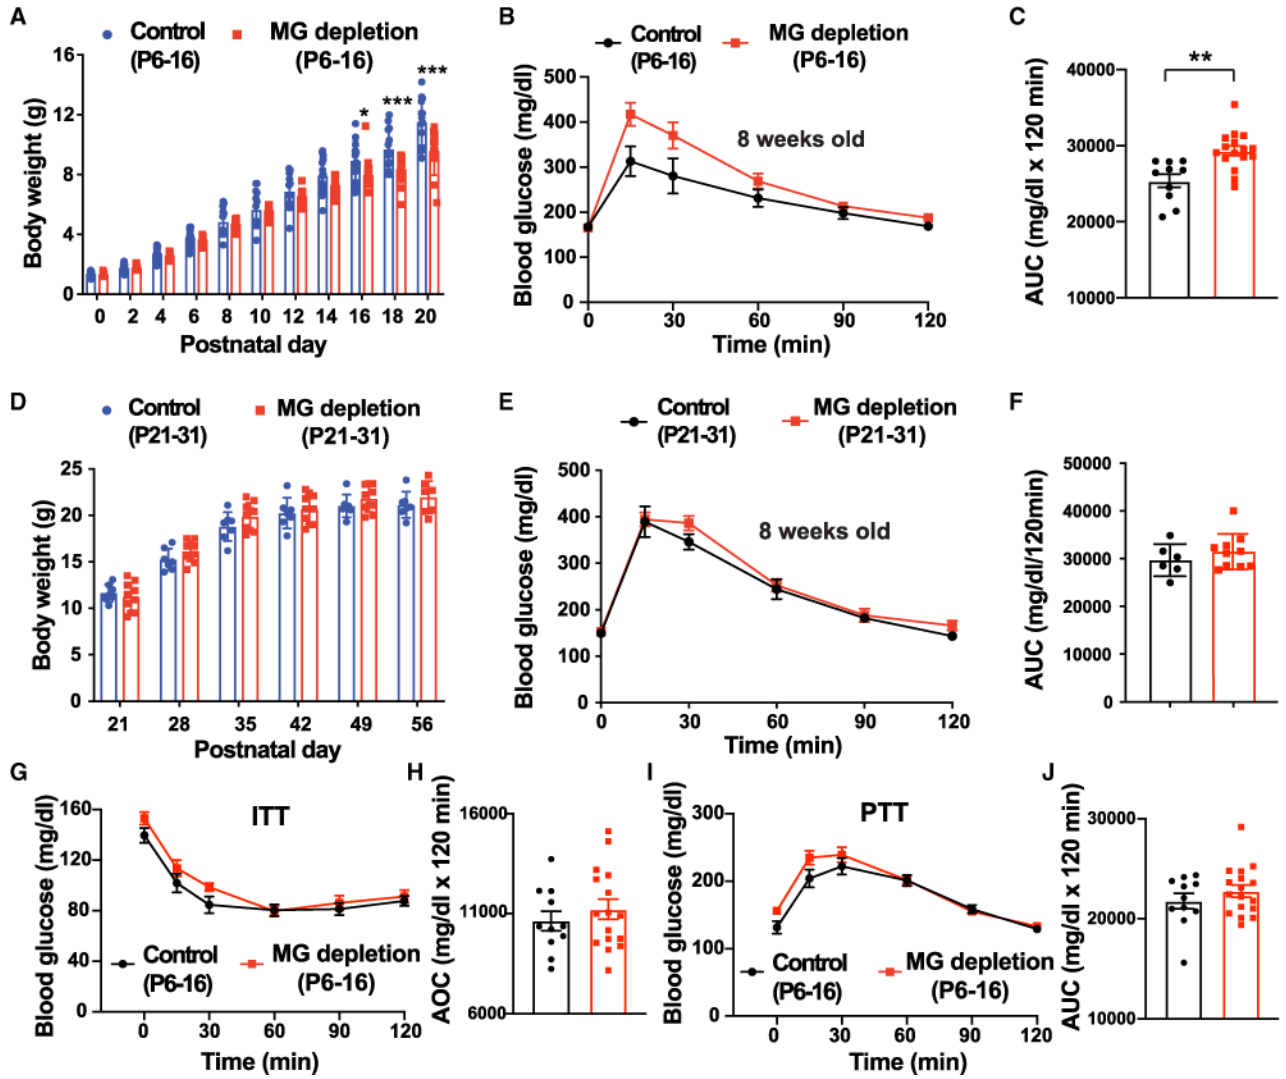 A
Control
(P6-16)
MG depletion
(P6-16)
Body weight (g)
16
12
8
4
0
*
***
***
0 2 4 6 8 10 12 14 16 18 20
Postnatal day
B
Control
(P6-16)
MG depletion
(P6-16)
Blood glucose (mg/dl)
500
400
300
200
100
0
8 weeks old
0 30 60 90 120
Time (min)
C
**
AUC (mg/dl x 120 min)
40000
30000
20000
10000
D
Control
(P21-31)
MG depletion
(P21-31)
Body weight (g)
25
20
15
10
5
0
21 28 35 42 49 56
Postnatal day
E
Control
(P21-31)
MG depletion
(P21-31)
Blood glucose (mg/dl)
500
400
300
200
100
0
8 weeks old
0 30 60 90 120
Time (min)
F
AUC (mg/dl/120min)
50000
40000
30000
20000
10000
0
G
ITT
Blood glucose (mg/dl)
160
120
80
40
0
Control
(P6-16)
MG depletion
(P6-16)
0 30 60 90 120
Time (min)
H
AOC (mg/dl x 120 min)
16000
11000
6000
I
PTT
Blood glucose (mg/dl)
300
200
100
0
Control
(P6-16)
MG depletion
(P6-16)
0 30 60 90 120
Time (min)
J
AUC (mg/dl x 120 min)
30000
20000
10000